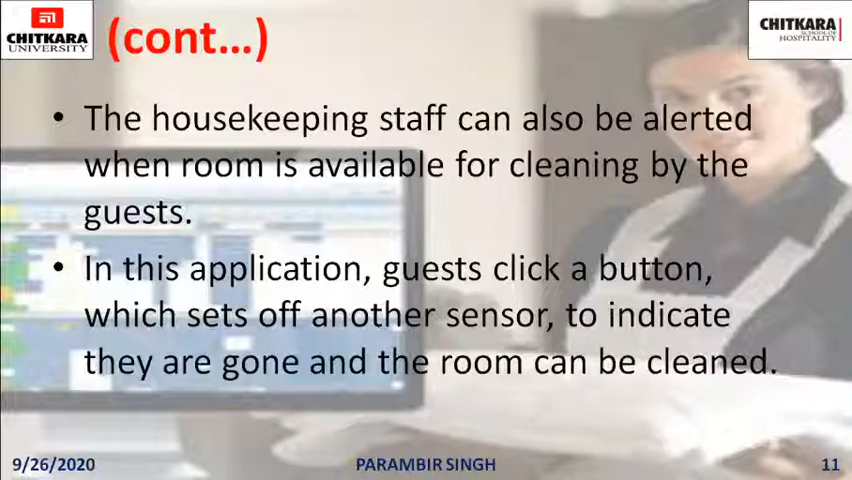 CHITKARA
UNIVERSITY
(cont…)
CHITKARA
SCHOOL OF
HOSPITALITY
• The housekeeping staff can also be alerted
when room is available for cleaning by the
guests.
• In this application, guests click a button,
which sets off another sensor, to indicate
they are gone and the room can be cleaned.
9/26/2020
PARAMBIR SINGH
11